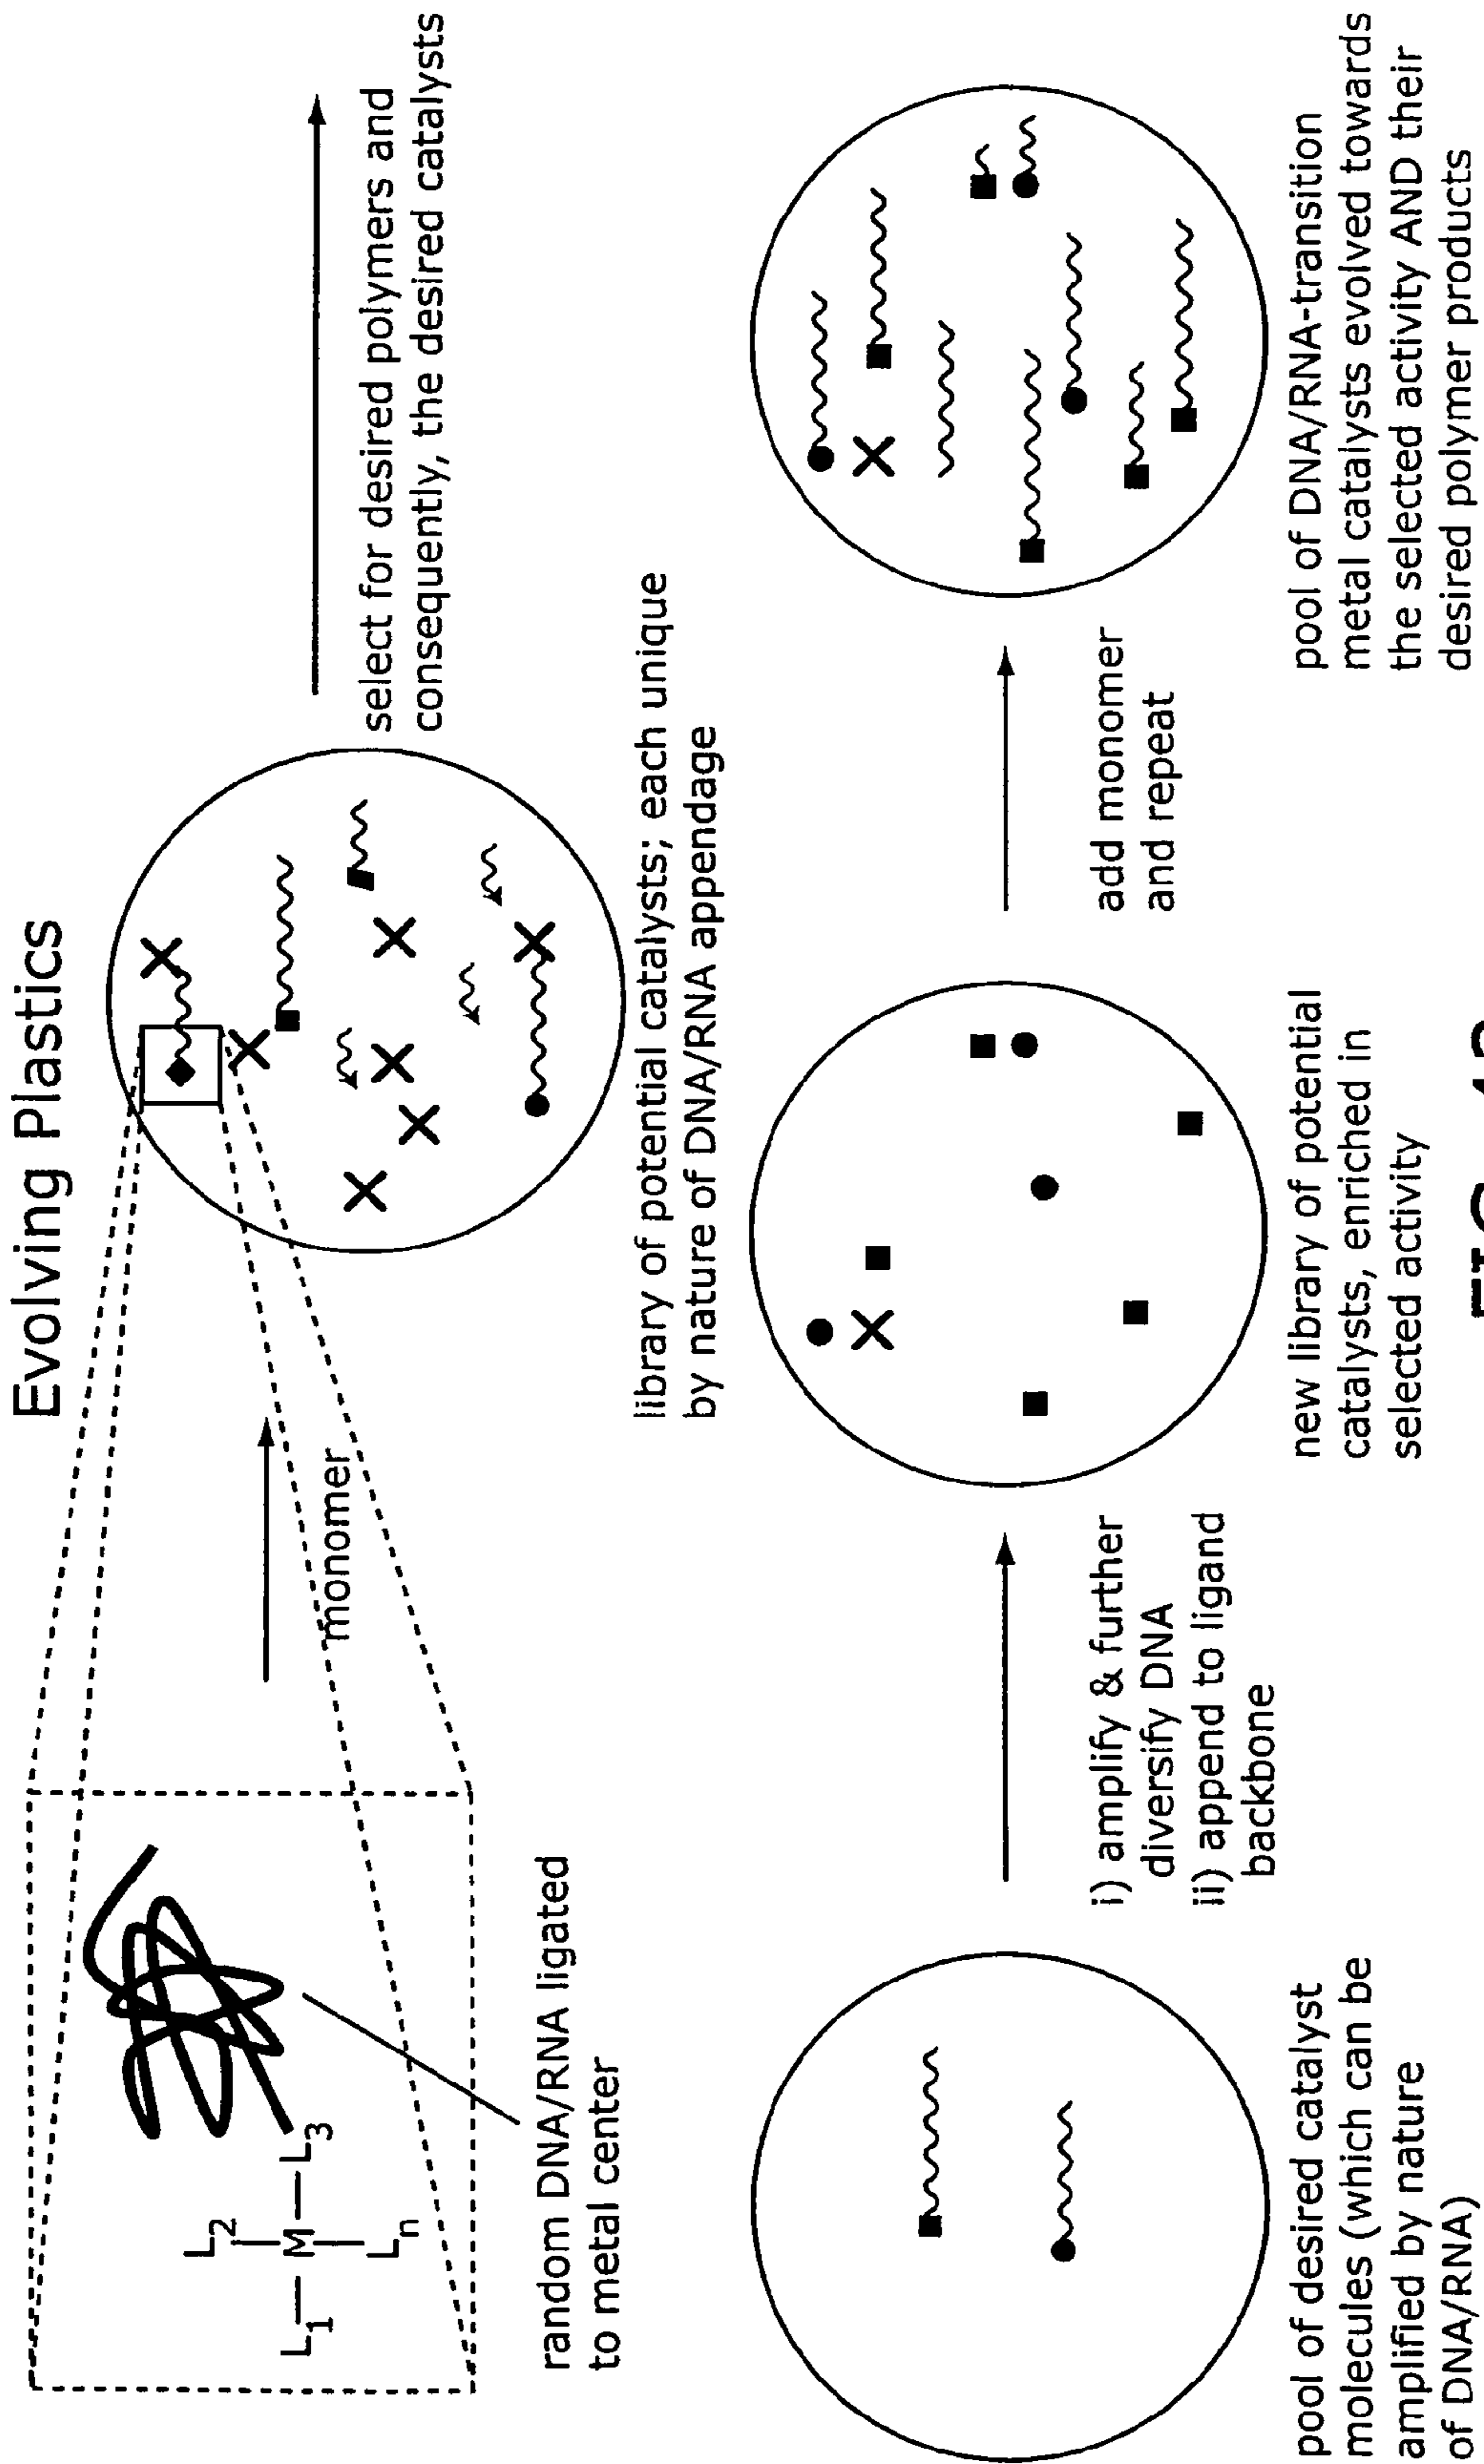 Evolving Plastics
L1
L2
M
L3
Ln
random DNA/RNA ligated
to metal center
monomer
library of potential catalysts; each unique
by nature of DNA/RNA appendage
select for desired polymers and
consequently, the desired catalysts
pool of desired catalyst
molecules (which can be
amplified by nature
of DNA/RNA)
i) amplify & further
diversify DNA
ii) append to ligand
backbone
new library of potential
catalysts, enriched in
selected activity
add monomer
and repeat
pool of DNA/RNA-transition
metal catalysts evolved towards
the selected activity AND their
desired polymer products